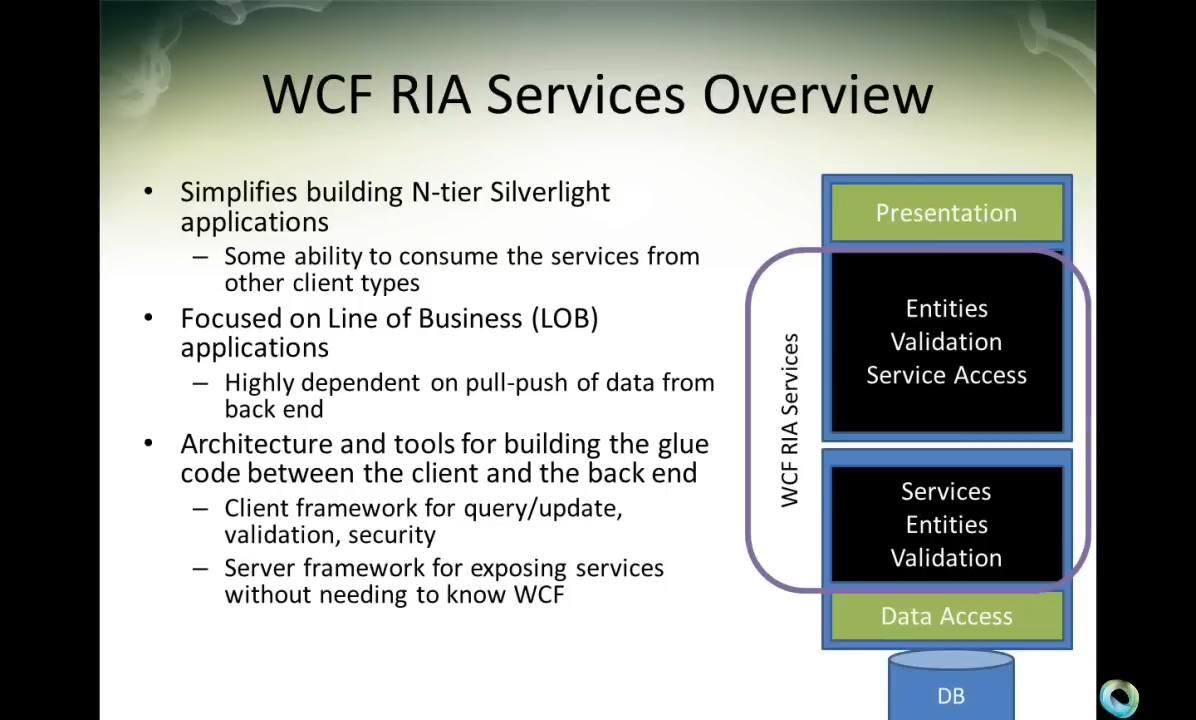 WCF RIA Services Overview
• Simplifies building N-tier Silverlight
applications
– Some ability to consume the services from
other client types
• Focused on Line of Business (LOB)
applications
– Highly dependent on pull-push of data from
back end
• Architecture and tools for building the glue
code between the client and the back end
– Client framework for query/update,
validation, security
– Server framework for exposing services
without needing to know WCF
Presentation
WCF RIA Services
Entities
Validation
Service Access
Services
Entities
Validation
Data Access
DB